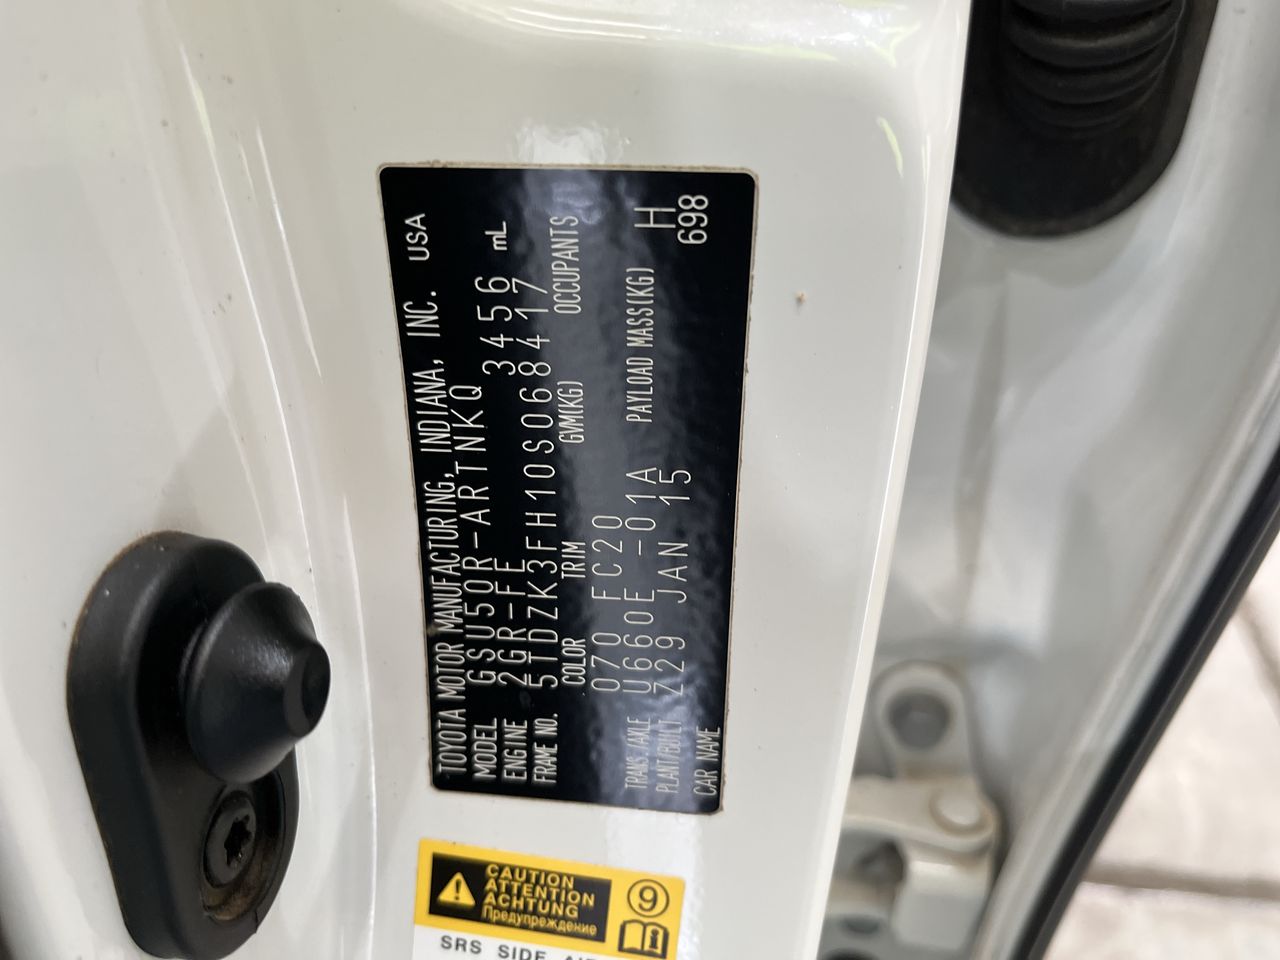 TOYOTA MOTOR MANUFACTURING, INDIANA, INC. USA
MODEL GSU50R-ARTNKQ
ENGINE 2GR-FE 3456 mL
FRAME NO. 5TDZK3FH10S068417
COLOR TRIM GVM(KG) OCCUPANTS
070 FC20
TRANS./AXLE U660E -01A PAYLOAD MASS(KG) H
PLANT/BUILT Z29 JAN 15 698
CAR NAME
CAUTION
ATTENTION
ACHTUNG
Предупреждение
9
i
SRS SIDE